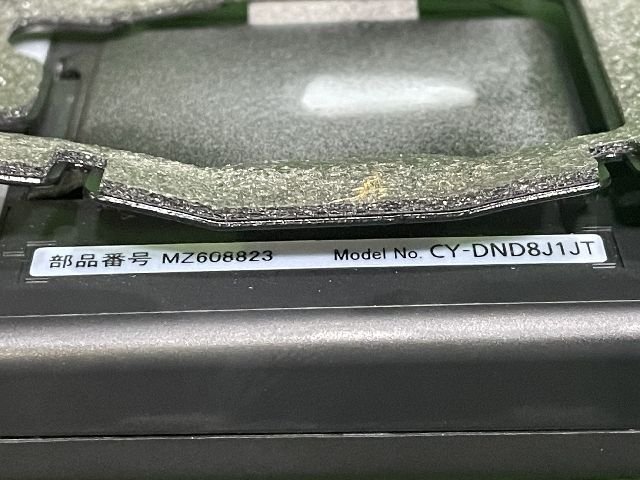 部品番号 MZ608823 Model No. CY-DND8J1JT